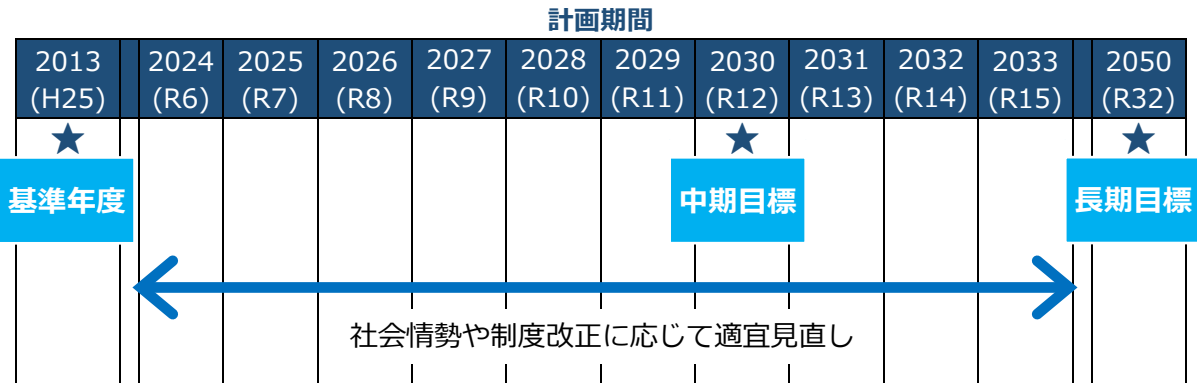 計画期間
2013 2024 2025 2026 2027 2028 2029 2030 2031 2032 2033 2050
(H25) (R6) (R7) (R8) (R9) (R10) (R11) (R12) (R13) (R14) (R15) (R32)
★ ★ ★
基準年度 中期目標 長期目標
社会情勢や制度改正に応じて適宜見直し